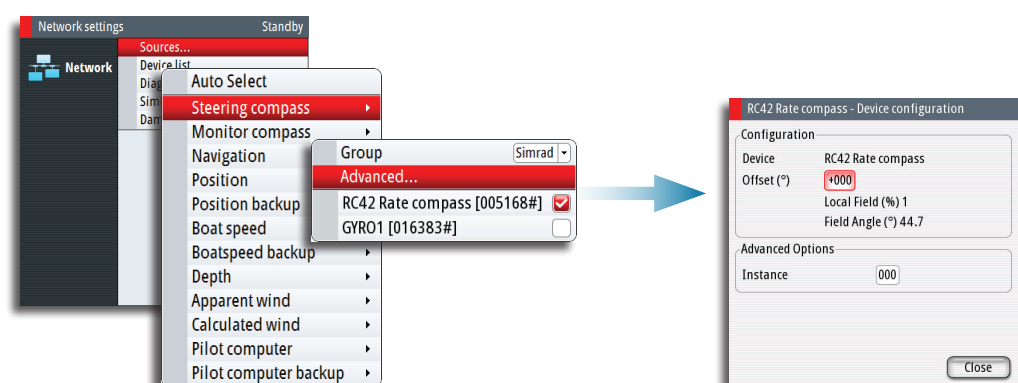 Network settings Standby
Network
Sources...
Device list
Diag
Sim
Dam
Auto Select
Steering compass
Monitor compass
Navigation
Position
Position backup
Boat speed
Boatspeed backup
Depth
Apparent wind
Calculated wind
Pilot computer
Pilot computer backup
Group Simrad
Advanced...
RC42 Rate compass [005168#]
GYRO1 [016383#]
RC42 Rate compass - Device configuration
Configuration
Device RC42 Rate compass
Offset (°) +000
Local Field (%) 1
Field Angle (°) 44.7
Advanced Options
Instance 000
Close